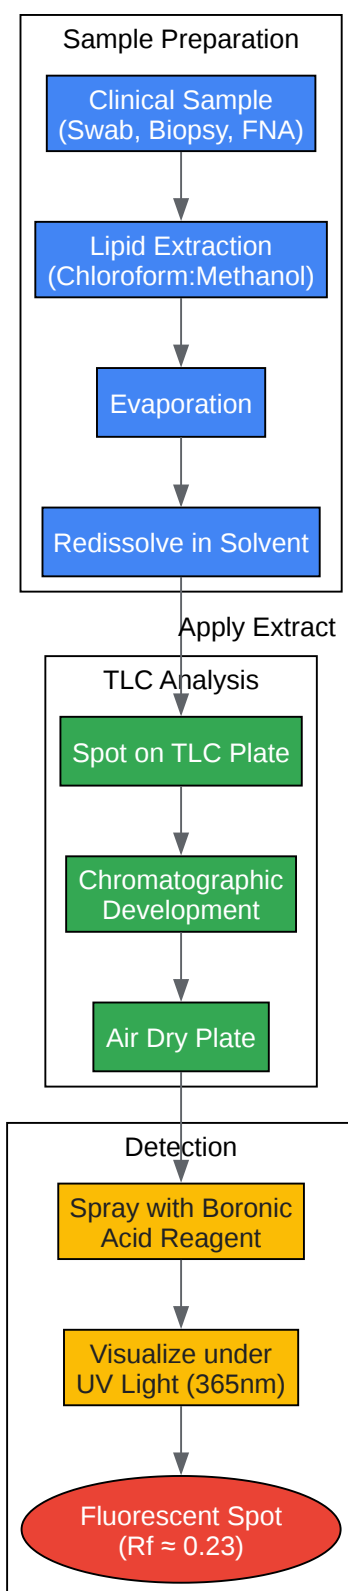 Sample Preparation
Clinical Sample
(Swab, Biopsy, FNA)
Lipid Extraction
(Chloroform:Methanol)
Evaporation
Redissolve in Solvent
Apply Extract
TLC Analysis
Spot on TLC Plate
Chromatographic
Development
Air Dry Plate
Detection
Spray with Boronic
Acid Reagent
Visualize under
UV Light (365nm)
Fluorescent Spot
(Rf ≈ 0.23)